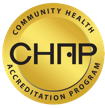 COMMUNITY HEALTH
CHAP
ACCREDITATION PROGRAM